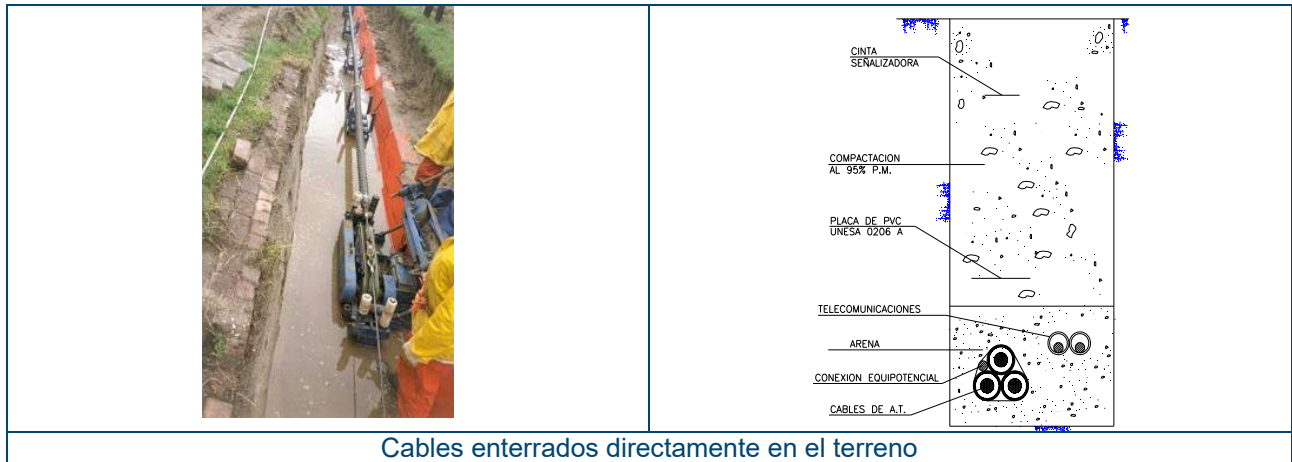 CINTA
SEÑALIZADORA
COMPACTACION
AL 95% P.M.
PLACA DE PVC
UNESA 0206 A
TELECOMUNICACIONES
ARENA
CONEXION EQUIPOTENCIAL
CABLES DE A.T.
Cables enterrados directamente en el terreno